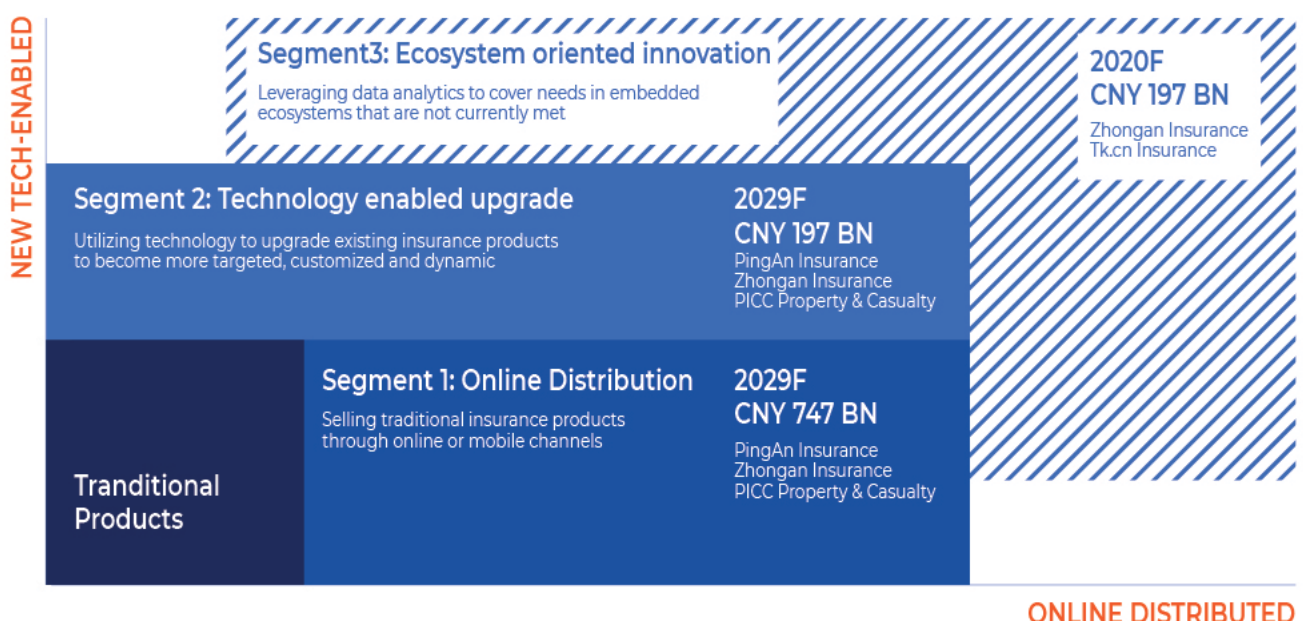 NEW TECH-ENABLED
Segment3: Ecosystem oriented innovation
Leveraging data analytics to cover needs in embedded
ecosystems that are not currently met
2020F
CNY 197 BN
Zhongan Insurance
Tk.cn Insurance
Segment 2: Technology enabled upgrade
Utilizing technology to upgrade existing insurance products
to become more targeted, customized and dynamic
2029F
CNY 197 BN
PingAn Insurance
Zhongan Insurance
PICC Property & Casualty
Segment 1: Online Distribution
Selling traditional insurance products
through online or mobile channels
2029F
CNY 747 BN
PingAn Insurance
Zhongan Insurance
PICC Property & Casualty
Tranditional
Products
ONLINE DISTRIBUTED